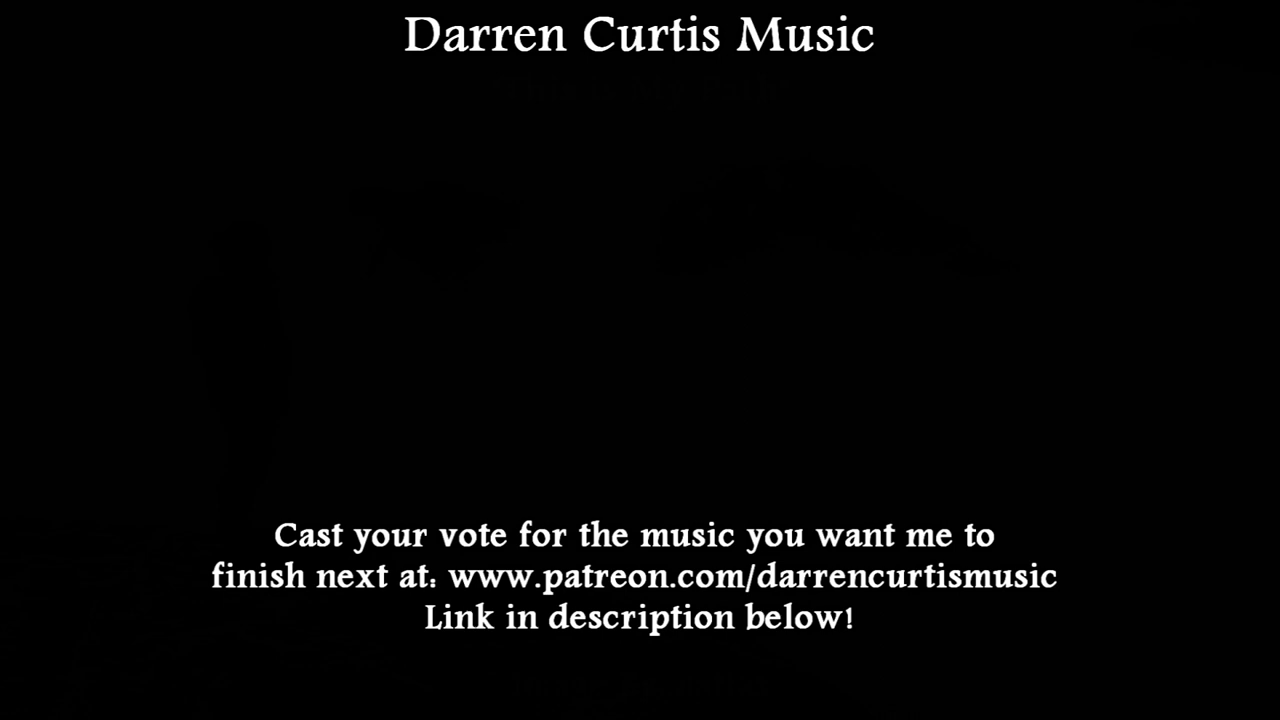 Darren Curtis Music
Cast your vote for the music you want me to
finish next at: www.patreon.com/darrencurtismusic
Link in description below!